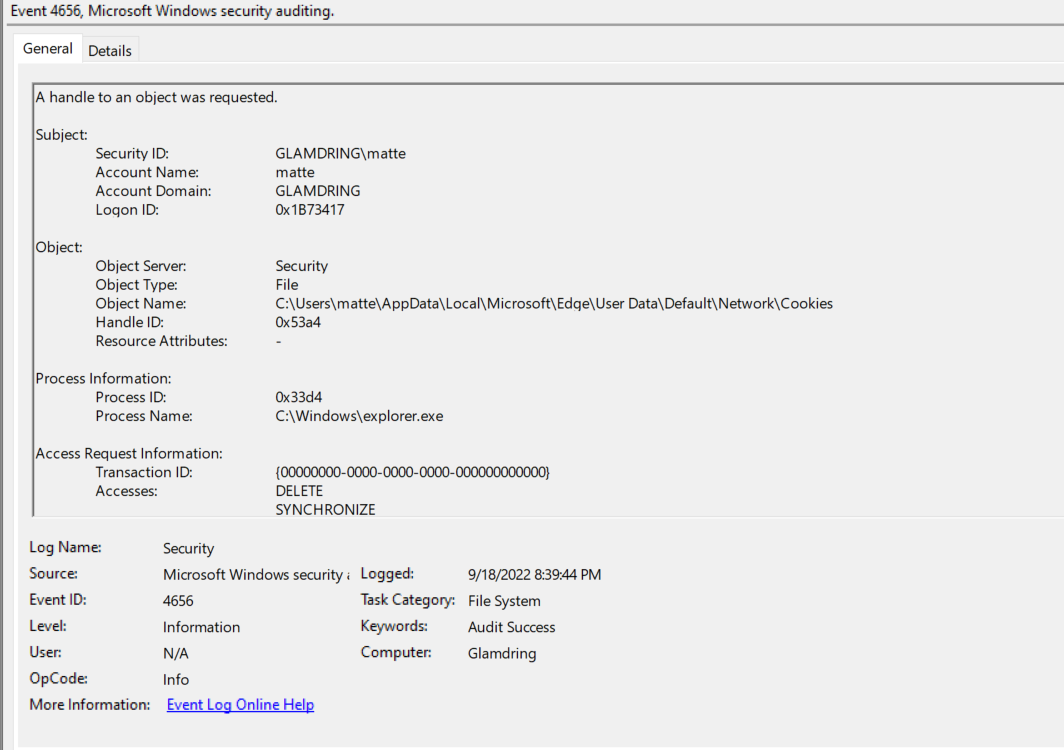 Event 4656, Microsoft Windows security auditing.
General Details
A handle to an object was requested.
Subject:
Security ID: GLAMDRING\matte
Account Name: matte
Account Domain: GLAMDRING
Logon ID: 0x1B73417
Object:
Object Server: Security
Object Type: File
Object Name: C:\Users\matte\AppData\Local\Microsoft\Edge\User Data\Default\Network\Cookies
Handle ID: 0x53a4
Resource Attributes: -
Process Information:
Process ID: 0x33d4
Process Name: C:\Windows\explorer.exe
Access Request Information:
Transaction ID: {00000000-0000-0000-0000-000000000000}
Accesses: DELETE
SYNCHRONIZE
Log Name: Security
Source: Microsoft Windows security Logged: 9/18/2022 8:39:44 PM
Event ID: 4656 Task Category: File System
Level: Information Keywords: Audit Success
User: N/A Computer: Glamdring
OpCode: Info
More Information: Event Log Online Help